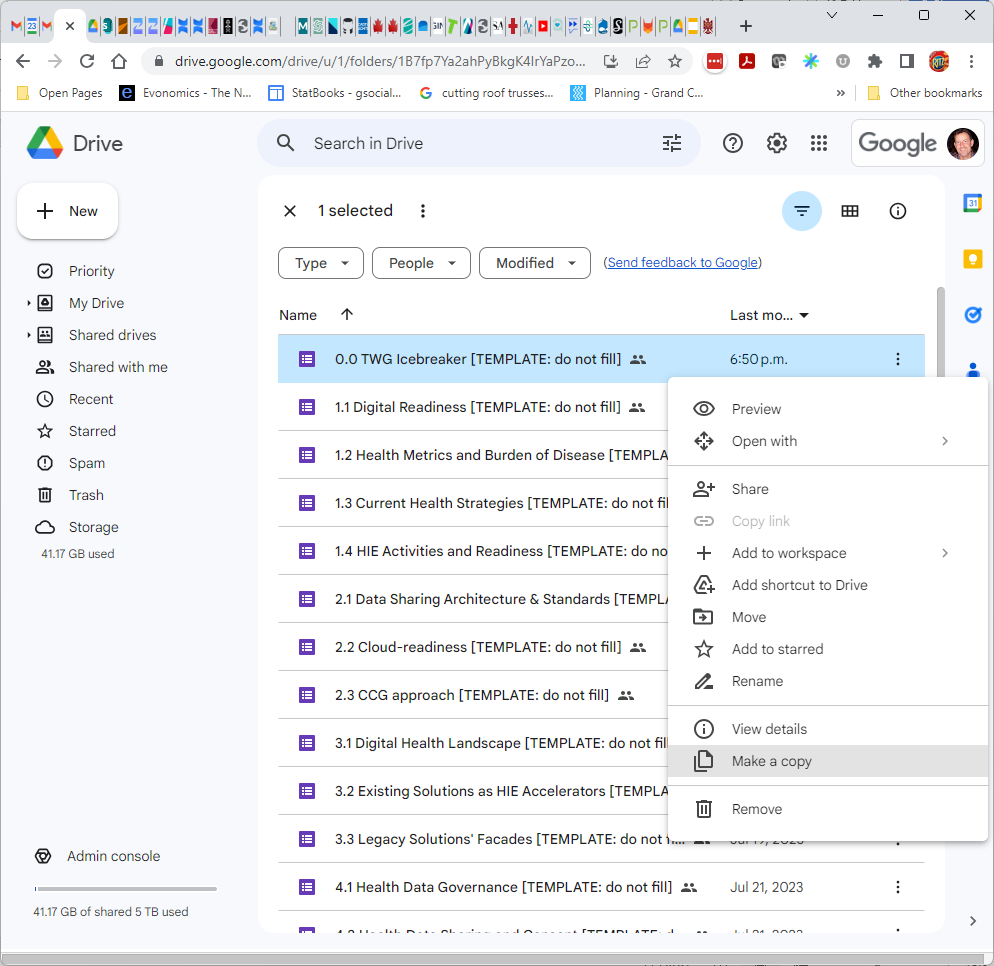 drive.google.com/drive/u/1/folders/1B7fp7Ya2ahPyBkgK4IrYaPzo...
Open Pages
Evonomics - The N...
StatBooks - gsocial...
cutting roof trusses...
Planning - Grand C...
»
Other bookmarks
Drive
Search in Drive
Google
New
1 selected
31
Type
People
Modified
(Send feedback to Google)
Priority
My Drive
Shared drives
Shared with me
Recent
Starred
Spam
Trash
Storage
41.17 GB used
Name
Last mo...
0.0 TWG Icebreaker [TEMPLATE: do not fill]
6:50 p.m.
1.1 Digital Readiness [TEMPLATE: do not fill]
1.2 Health Metrics and Burden of Disease [TEMPLA
1.3 Current Health Strategies [TEMPLATE: do not fil
1.4 HIE Activities and Readiness [TEMPLATE: do no
2.1 Data Sharing Architecture & Standards [TEMPLA
2.2 Cloud-readiness [TEMPLATE: do not fill]
2.3 CCG approach [TEMPLATE: do not fill]
3.1 Digital Health Landscape [TEMPLATE: do not fill
3.2 Existing Solutions as HIE Accelerators [TEMPLA
3.3 Legacy Solutions' Facades [TEMPLATE: do not f...
Jul 19, 2023
4.1 Health Data Governance [TEMPLATE: do not fill]
Jul 21, 2023
4.2 Health Data Sharing and Consent [TEMPLATE: d...
Jul 21, 2023
Preview
Open with
Share
Copy link
Add to workspace
Add shortcut to Drive
Move
Add to starred
Rename
View details
Make a copy
Remove
Admin console
41.17 GB of shared 5 TB used